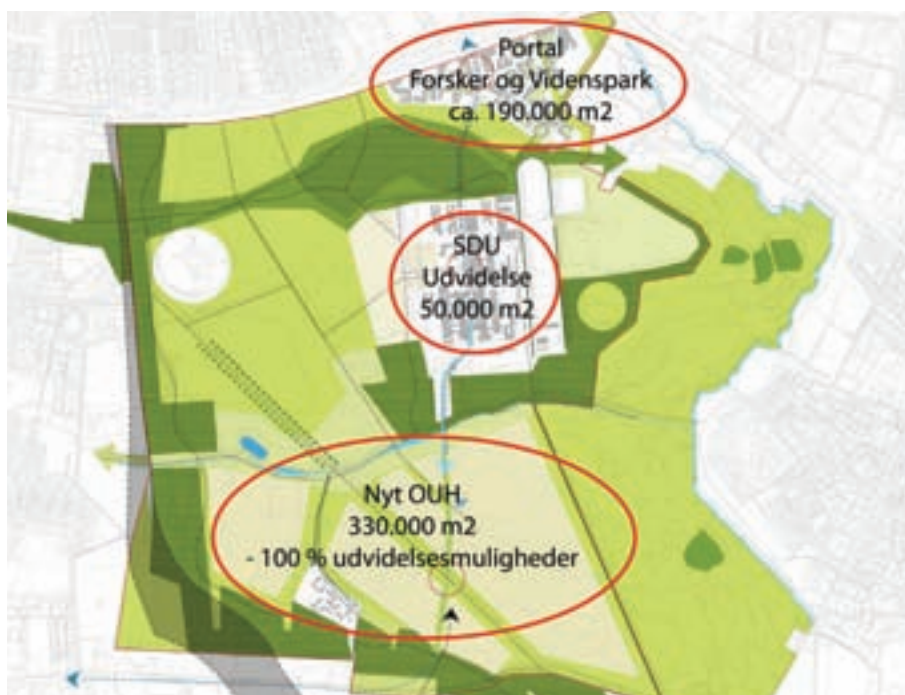 Portal
Forsker og Videnspark
ca. 190.000 m2
SDU
Udvidelse
50.000 m2
Nyt OUH
330.000 m2
- 100 % udvidelsesmuligheder